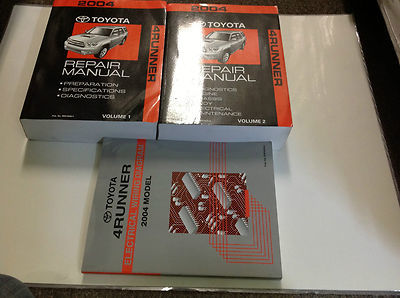 2004
TOYOTA
4RUNNER
REPAIR
MANUAL
•PREPARATION
•SPECIFICATIONS
•DIAGNOSTICS
VOLUME 1
2004
TOYOTA
4RUNNER
REPAIR
MANUAL
VOLUME 2
TOYOTA
4RUNNER
ELECTRICAL WIRING DIAGRAM
2004 MODEL